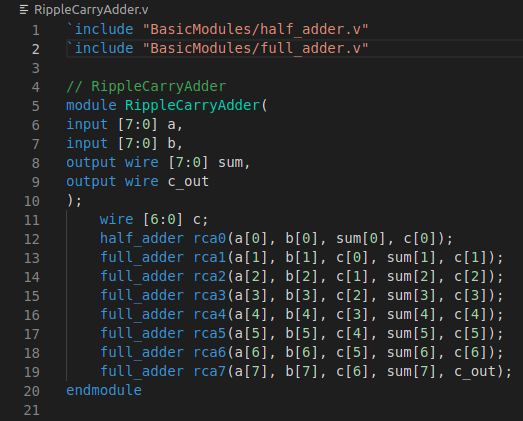 RippleCarryAdder.v
1 `include "BasicModules/half_adder.v"
2 `include "BasicModules/full_adder.v"
3
4 // RippleCarryAdder
5 module RippleCarryAdder(
6 input [7:0] a,
7 input [7:0] b,
8 output wire [7:0] sum,
9 output wire c_out
10 );
11     wire [6:0] c;
12     half_adder rca0(a[0], b[0], sum[0], c[0]);
13     full_adder rca1(a[1], b[1], c[0], sum[1], c[1]);
14     full_adder rca2(a[2], b[2], c[1], sum[2], c[2]);
15     full_adder rca3(a[3], b[3], c[2], sum[3], c[3]);
16     full_adder rca4(a[4], b[4], c[3], sum[4], c[4]);
17     full_adder rca5(a[5], b[5], c[4], sum[5], c[5]);
18     full_adder rca6(a[6], b[6], c[5], sum[6], c[6]);
19     full_adder rca7(a[7], b[7], c[6], sum[7], c_out);
20 endmodule
21